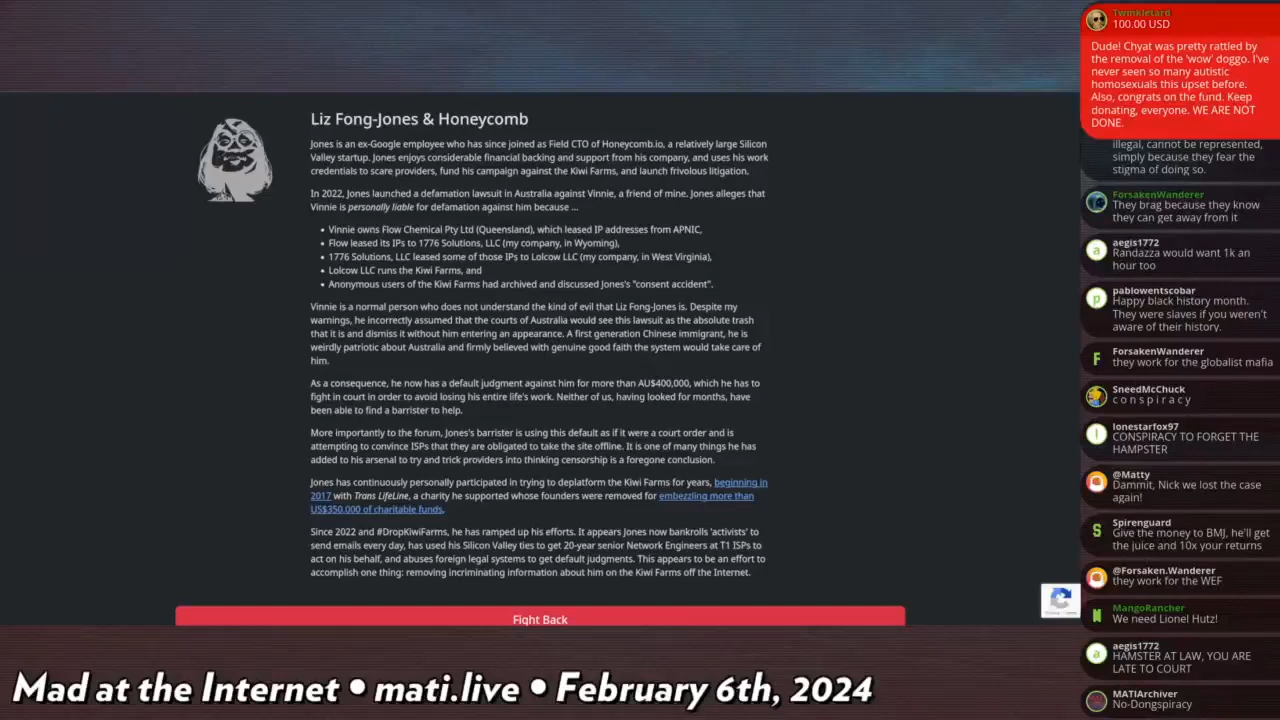 Liz Fong-Jones & Honeycomb
Jones is an ex-Google employee who has since joined as Field CTO of Honeycomb.io, a relatively large Silicon
Valley startup. Jones enjoys considerable financial backing and support from his company, and uses his work
credentials to scare providers, fund his campaign against the Kiwi Farms, and launch frivolous litigation.
In 2022, Jones launched a defamation lawsuit in Australia against Vinnie, a friend of mine. Jones alleges that
Vinnie is personally liable for defamation against him because ...
• Vinnie owns Flow Chemical Pty Ltd (Queensland), which leased IP addresses from APNIC,
• Flow leased its IPs to 1776 Solutions, LLC (my company, in Wyoming),
• 1776 Solutions, LLC leased some of those IPs to Lolcow LLC (my company, in West Virginia),
• Lolcow LLC runs the Kiwi Farms, and
• Anonymous users of the Kiwi Farms had archived and discussed Jones's "consent accident".
Vinnie is a normal person who does not understand the kind of evil that Liz Fong-Jones is. Despite my
warnings, he incorrectly assumed that the courts of Australia would see this lawsuit as the absolute trash
that it is and dismiss it without him entering an appearance. A first generation Chinese immigrant, he is
weirdly patriotic about Australia and firmly believed with genuine good faith the system would take care of
him.
As a consequence, he now has a default judgment against him for more than AU$400,000, which he has to
fight in court in order to avoid losing his entire life's work. Neither of us, having looked for months, have
been able to find a barrister to help.
More importantly to the forum, Jones's barrister is using this default as if it were a court order and is
attempting to convince ISPs that they are obligated to take the site offline. It is one of many things he has
added to his arsenal to try and trick providers into thinking censorship is a foregone conclusion.
Jones has continuously personally participated in trying to deplatform the Kiwi Farms for years, beginning in
2017 with Trans LifeLine, a charity he supported whose founders were removed for embezzling more than
US$350.000 of charitable funds.
Since 2022 and #DropKiwiFarms, he has ramped up his efforts. It appears Jones now bankrolls 'activists' to
send emails every day, has used his Silicon Valley ties to get 20-year senior Network Engineers at T1 ISPs to
act on his behalf, and abuses foreign legal systems to get default judgments. This appears to be an effort to
accomplish one thing: removing incriminating information about him on the Kiwi Farms off the Internet.
Fight Back
Twinkletard
100.00 USD
Dude! Chyat was pretty rattled by
the removal of the 'wow' doggo. I've
never seen so many autistic
homosexuals this upset before.
Also, congrats on the fund. Keep
donating, everyone. WE ARE NOT
DONE.
illegal, cannot be represented,
simply because they fear the
stigma of doing so.
ForsakenWanderer
They brag because they know
they can get away from it
aegis1772
Randazza would want 1k an
hour too
pablowentscobar
Happy black history month.
They were slaves if you weren't
aware of their history.
ForsakenWanderer
they work for the globalist mafia
SneedMcChuck
c o n s p i r a c y
lonestarfox97
CONSPIRACY TO FORGET THE
HAMPSTER
@Matty
Dammit, Nick we lost the case
again!
Spirenguard
Give the money to BMJ, he'll get
the juice and 10x your returns
@Forsaken.Wanderer
they work for the WEF
MangoRancher
We need Lionel Hutz!
aegis1772
HAMSTER AT LAW, YOU ARE
LATE TO COURT
MATIArchiver
No-Dongspiracy
Mad at the Internet • mati.live • February 6th, 2024